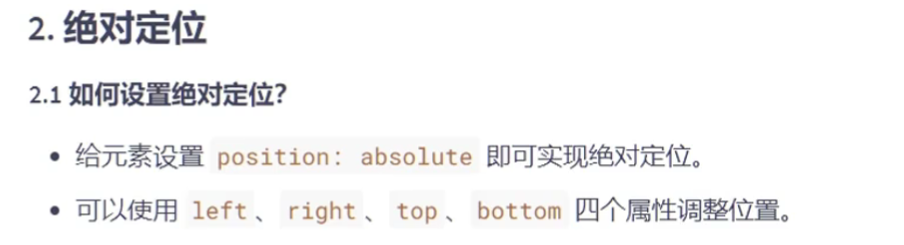 2. 绝对定位
2.1 如何设置绝对定位？
• 给元素设置 position: absolute 即可实现绝对定位。
• 可以使用 left 、 right 、 top 、 bottom 四个属性调整位置。